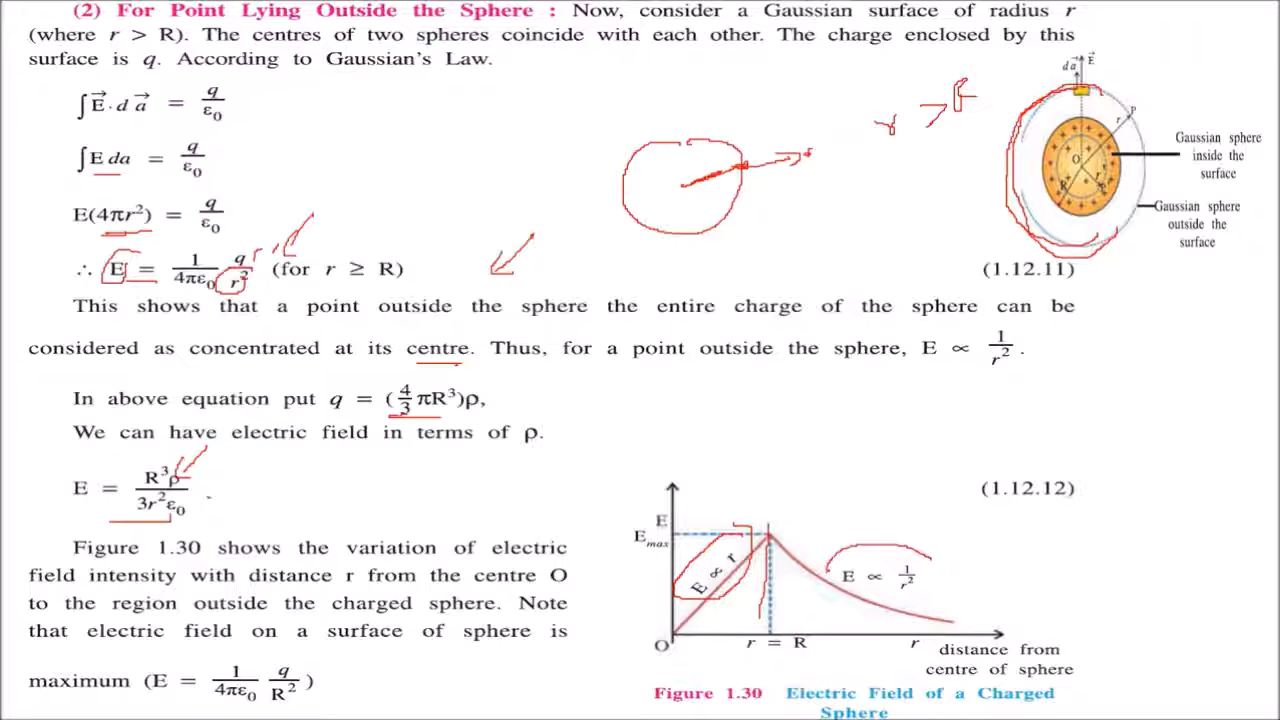 (2) For Point Lying Outside the Sphere : Now, consider a Gaussian surface of radius r
(where r > R). The centres of two spheres coincide with each other. The charge enclosed by this
surface is q. According to Gaussian's Law.
∫E⃗·d a⃗ = q/ε₀
∫E da = q/ε₀
E(4πr²) = q/ε₀
∴ E = 1/4πε₀ q/r² (for r ≥ R) (1.12.11)
This shows that a point outside the sphere the entire charge of the sphere can be
considered as concentrated at its centre. Thus, for a point outside the sphere, E ∝ 1/r².
In above equation put q = (4/3 πR³)ρ,
We can have electric field in terms of ρ.
E = R³ρ/3r²ε₀ (1.12.12)
Figure 1.30 shows the variation of electric
field intensity with distance r from the centre O
to the region outside the charged sphere. Note
that electric field on a surface of sphere is
maximum (E = 1/4πε₀ q/R²)
r > R
da⃗ E⃗
P
r
O
R
r
P
Gaussian sphere
inside the
surface
Gaussian sphere
outside the
surface
E
Emax
E ∝ r
E ∝ 1/r²
O r = R r
distance from
centre of sphere
Figure 1.30 Electric Field of a Charged
Sphere